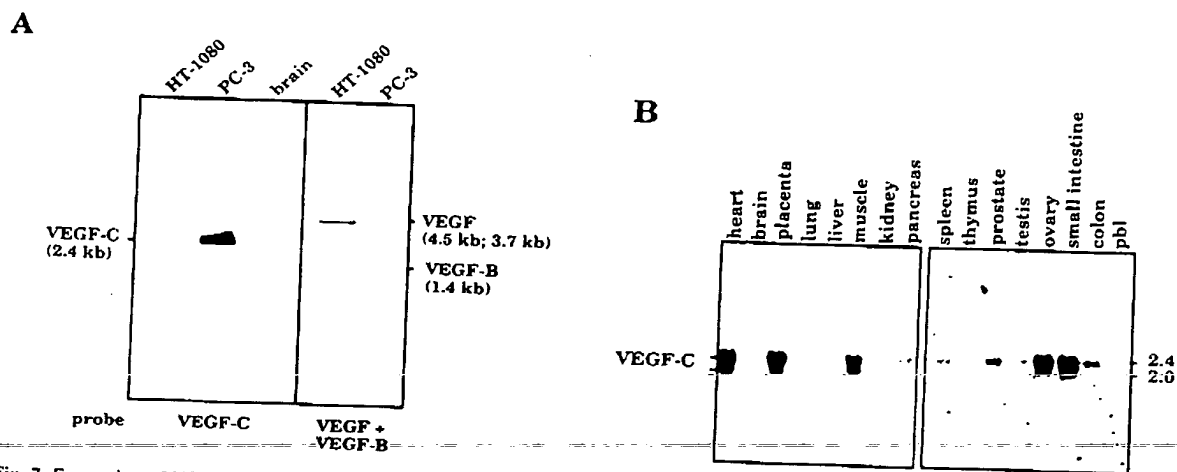 A
HT-1080
PC-3
brain
HT-1080
PC-3
VEGF-C
(2.4 kb)
VEGF
(4.5 kb; 3.7 kb)
VEGF-B
(1.4 kb)
probe
VEGF-C
VEGF +
VEGF-B
B
heart
brain
placenta
lung
liver
muscle
kidney
pancreas
spleen
thymus
prostate
testis
ovary
small intestine
colon
pbl
VEGF-C
2.4
2.0